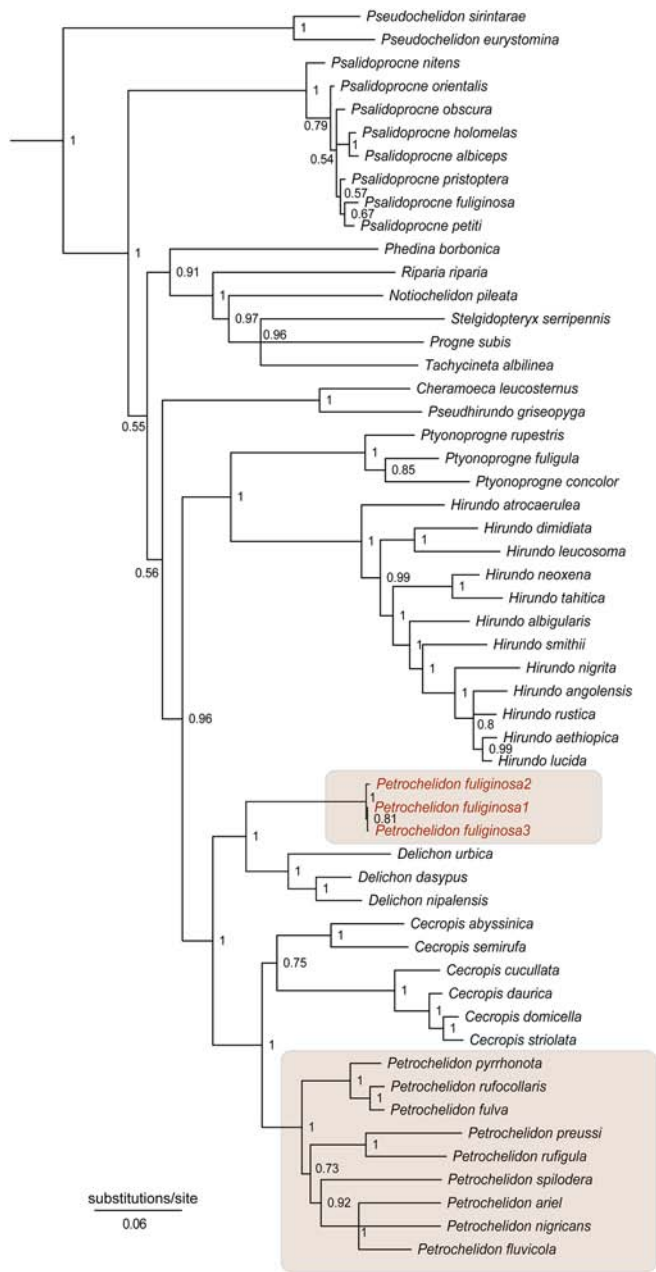 Pseudochelidon sirintarae
1
Pseudochelidon eurystomina
Psalidoprocne nitens
1
Psalidoprocne orientalis
Psalidoprocne obscura
0.79
Psalidoprocne holomelas
1
1
0.54
Psalidoprocne albiceps
Psalidoprocne pristoptera
0.57
Psalidoprocne fuliginosa
0.67
Psalidoprocne petiti
Phedina borbonica
1
0.91
Riparia riparia
1
Notiochelidon pileata
0.97
Stelgidopteryx serripennis
0.96
Progne subis
Tachycineta albilinea
Cheramoeca leucosternus
1
Pseudhirundo griseopyga
0.55
Ptyonoprogne rupestris
1
Ptyonoprogne fuligula
0.85
Ptyonoprogne concolor
1
Hirundo atrocaerulea
Hirundo dimidiata
1
1
Hirundo leucosoma
0.56
0.99
Hirundo neoxena
1
Hirundo tahitica
Hirundo albigularis
1
Hirundo smithii
1
1
Hirundo nigrita
1
Hirundo angolensis
Hirundo rustica
0.96
0.8
Hirundo aethiopica
0.99
Hirundo lucida
Petrochelidon fuliginosa2
1
Petrochelidon fuliginosa1
0.81
Petrochelidon fuliginosa3
1
Delichon urbica
1
Delichon dasypus
1
Delichon nipalensis
Cecropis abyssinica
1
1
Cecropis semirufa
0.75
Cecropis cucullata
1
Cecropis daurica
1
Cecropis domicella
1
Cecropis striolata
1
Petrochelidon pyrrhonota
1
Petrochelidon rufocollaris
1
Petrochelidon fulva
1
Petrochelidon preussi
1
Petrochelidon rufigula
0.73
Petrochelidon spilodera
substitutions/site
0.92
Petrochelidon ariel
0.06
Petrochelidon nigricans
1
Petrochelidon fluvicola